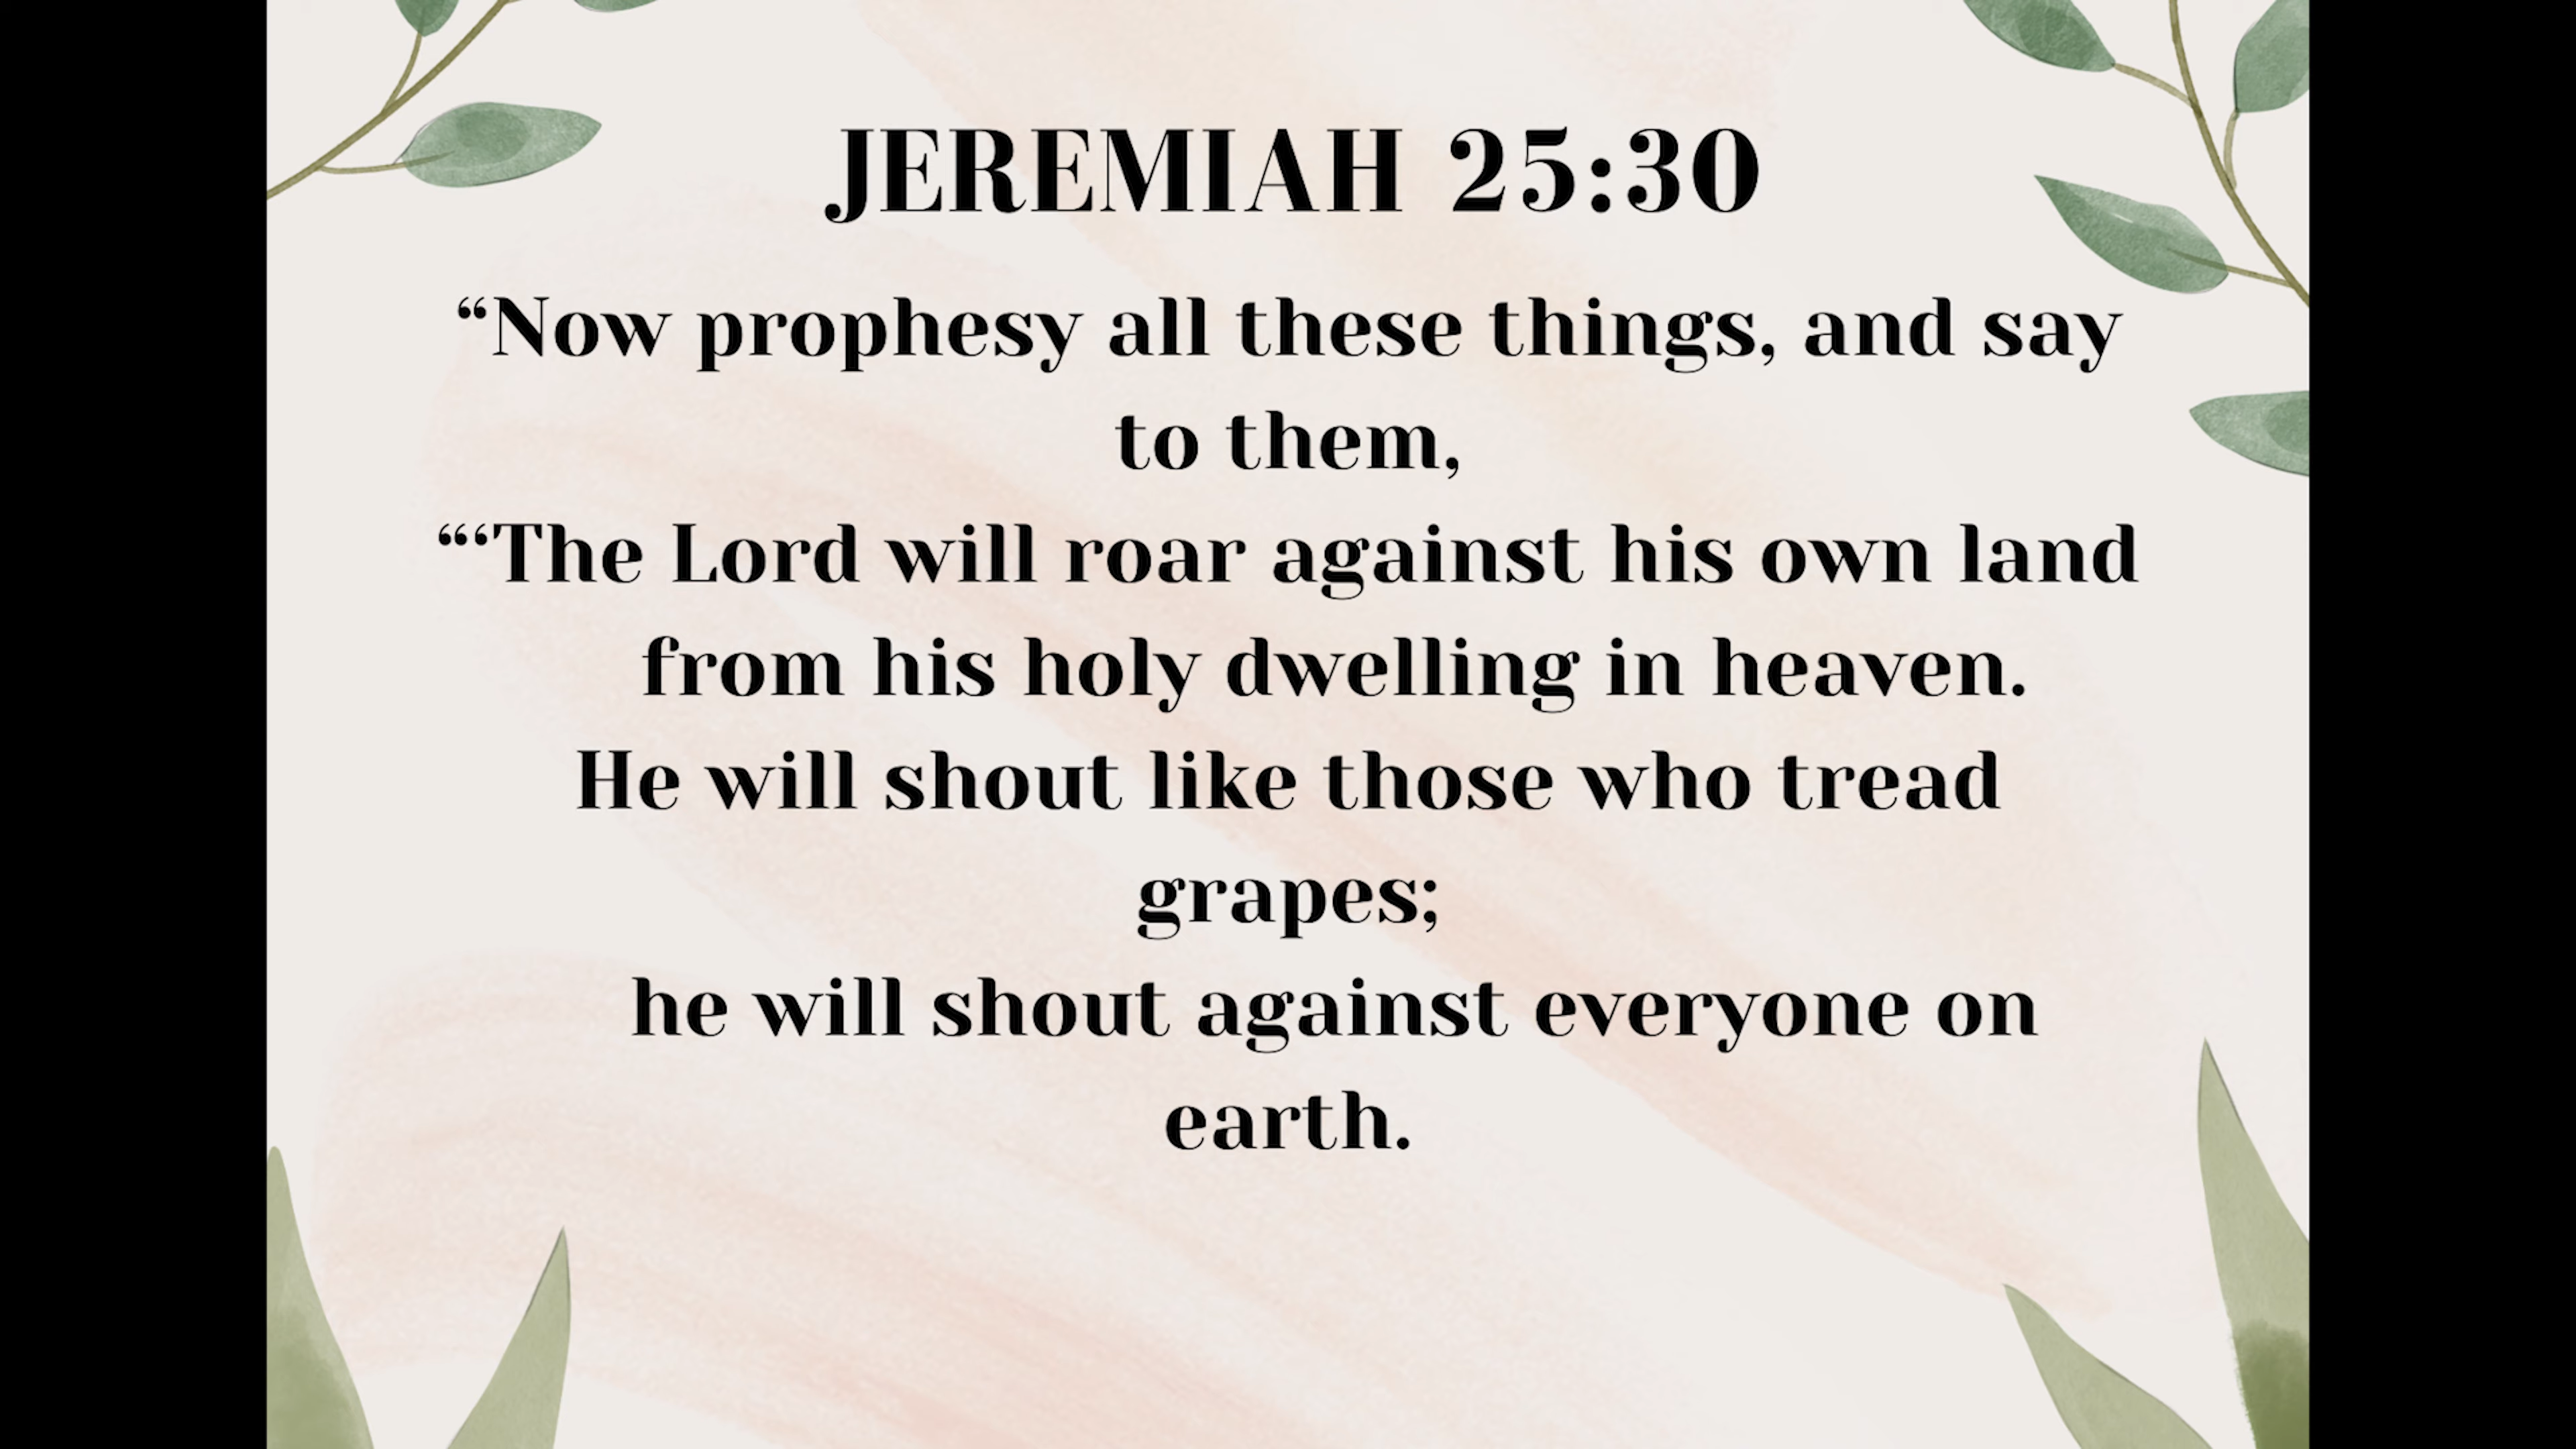 JEREMIAH 25:30
“Now prophesy all these things, and say
to them,
“‘The Lord will roar against his own land
from his holy dwelling in heaven.
He will shout like those who tread
grapes;
he will shout against everyone on
earth.